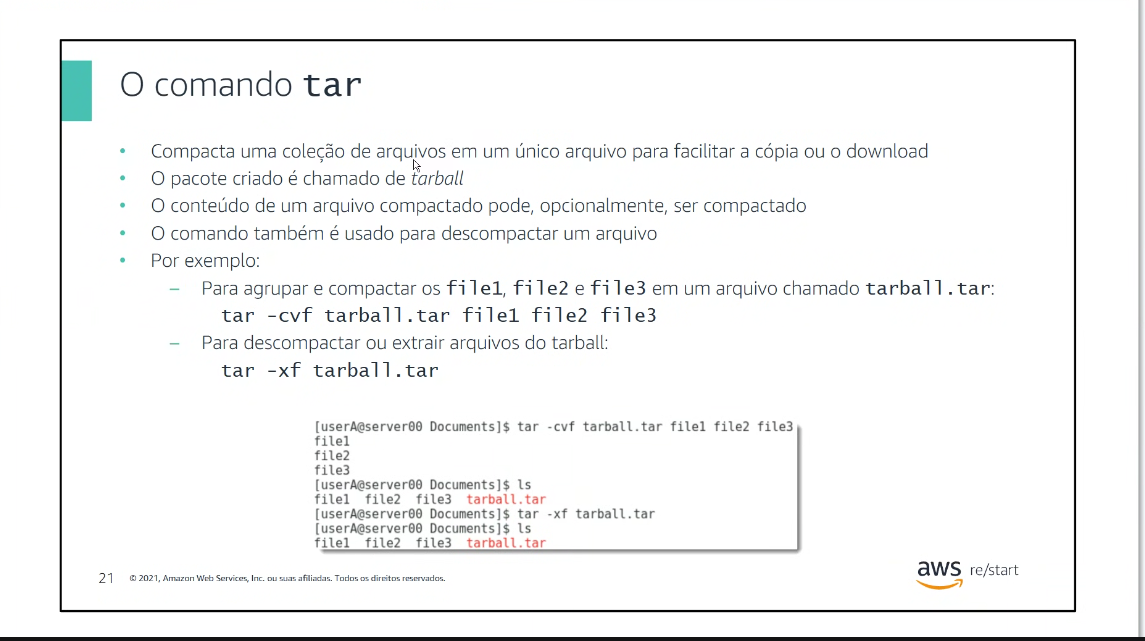 O comando tar
• Compacta uma coleção de arquivos em um único arquivo para facilitar a cópia ou o download
• O pacote criado é chamado de tarball
• O conteúdo de um arquivo compactado pode, opcionalmente, ser compactado
• O comando também é usado para descompactar um arquivo
• Por exemplo:
– Para agrupar e compactar os file1, file2 e file3 em um arquivo chamado tarball.tar:
tar -cvf tarball.tar file1 file2 file3
– Para descompactar ou extrair arquivos do tarball:
tar -xf tarball.tar
[userA@server00 Documents]$ tar -cvf tarball.tar file1 file2 file3
file1
file2
file3
[userA@server00 Documents]$ ls
file1 file2 file3 tarball.tar
[userA@server00 Documents]$ tar -xf tarball.tar
[userA@server00 Documents]$ ls
file1 file2 file3 tarball.tar
21 © 2021, Amazon Web Services, Inc. ou suas afiliadas. Todos os direitos reservados.
aws re/start